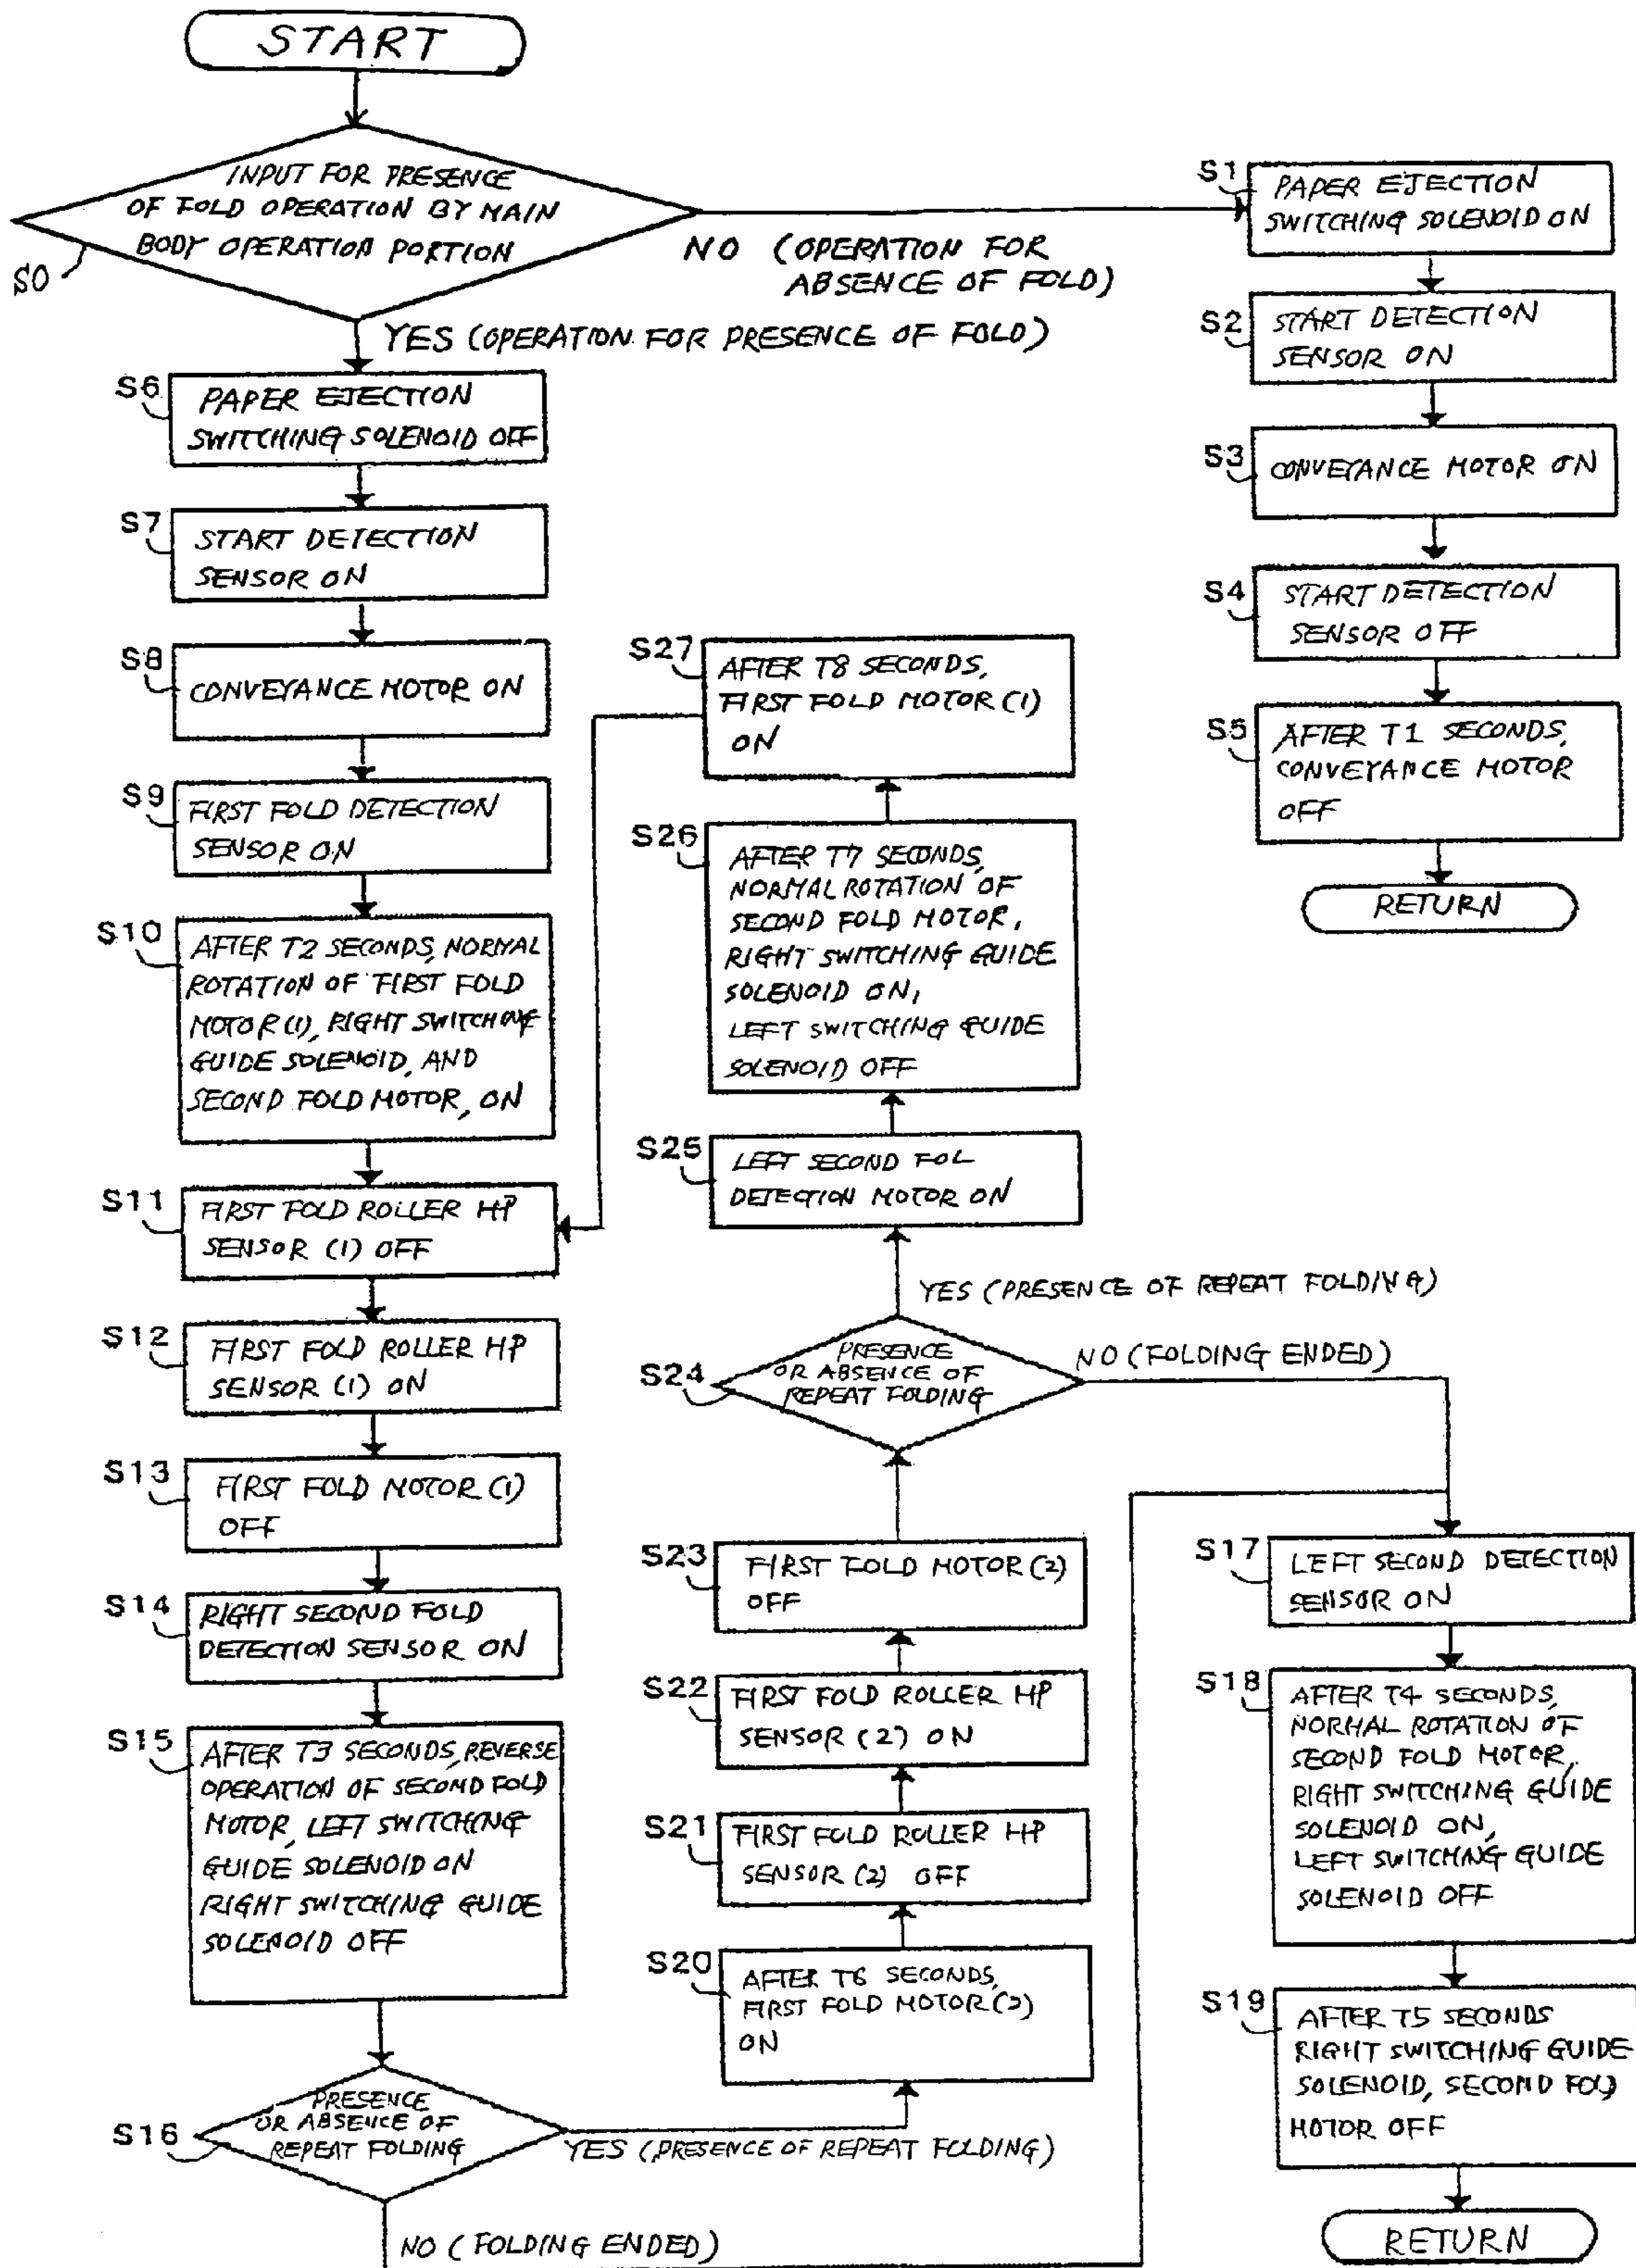 START
INPUT FOR PRESENCE
OF FOLD OPERATION BY MAIN
BODY OPERATION PORTION
S0
NO (OPERATION FOR
ABSENCE OF FOLD)
YES (OPERATION FOR PRESENCE OF FOLD)
S1
PAPER EJECTION
SWITCHING SOLENOID ON
S2
START DETECTION
SENSOR ON
S3
CONVEYANCE MOTOR ON
S4
START DETECTION
SENSOR OFF
S5
AFTER T1 SECONDS,
CONVEYANCE MOTOR
OFF
RETURN
S6
PAPER EJECTION
SWITCHING SOLENOID OFF
S7
START DETECTION
SENSOR ON
S8
CONVEYANCE MOTOR ON
S9
FIRST FOLD DETECTION
SENSOR ON
S10
AFTER T2 SECONDS, NORMAL
ROTATION OF FIRST FOLD
MOTOR(1), RIGHT SWITCHING
GUIDE SOLENOID, AND
SECOND FOLD MOTOR, ON
S11
FIRST FOLD ROLLER HP
SENSOR (1) OFF
S12
FIRST FOLD ROLLER HP
SENSOR (1) ON
S13
FIRST FOLD MOTOR (1)
OFF
S14
RIGHT SECOND FOLD
DETECTION SENSOR ON
S15
AFTER T3 SECONDS, REVERSE
OPERATION OF SECOND FOLD
MOTOR, LEFT SWITCHING
GUIDE SOLENOID ON
RIGHT SWITCHING GUIDE
SOLENOID OFF
S16
PRESENCE
OR ABSENCE OF
REPEAT FOLDING
YES (PRESENCE OF REPEAT FOLDING)
NO (FOLDING ENDED)
S27
AFTER T8 SECONDS,
FIRST FOLD MOTOR (1)
ON
S26
AFTER T7 SECONDS,
NORMAL ROTATION OF
SECOND FOLD MOTOR,
RIGHT SWITCHING GUIDE
SOLENOID ON,
LEFT SWITCHING GUIDE
SOLENOID OFF
S25
LEFT SECOND FOL
DETECTION MOTOR ON
YES (PRESENCE OF REPEAT FOLDING)
S24
PRESENCE
OR ABSENCE OF
REPEAT FOLDING
NO (FOLDING ENDED)
S23
FIRST FOLD MOTOR (2)
OFF
S22
FIRST FOLD ROLLER HP
SENSOR (2) ON
S21
FIRST FOLD ROLLER HP
SENSOR (2) OFF
S20
AFTER T6 SECONDS,
FIRST FOLD MOTOR (2)
ON
S17
LEFT SECOND DETECTION
SENSOR ON
S18
AFTER T4 SECONDS,
NORMAL ROTATION OF
SECOND FOLD MOTOR,
RIGHT SWITCHING GUIDE
SOLENOID ON,
LEFT SWITCHING GUIDE
SOLENOID OFF
S19
AFTER T5 SECONDS
RIGHT SWITCHING GUIDE
SOLENOID, SECOND FOLD
MOTOR OFF
RETURN